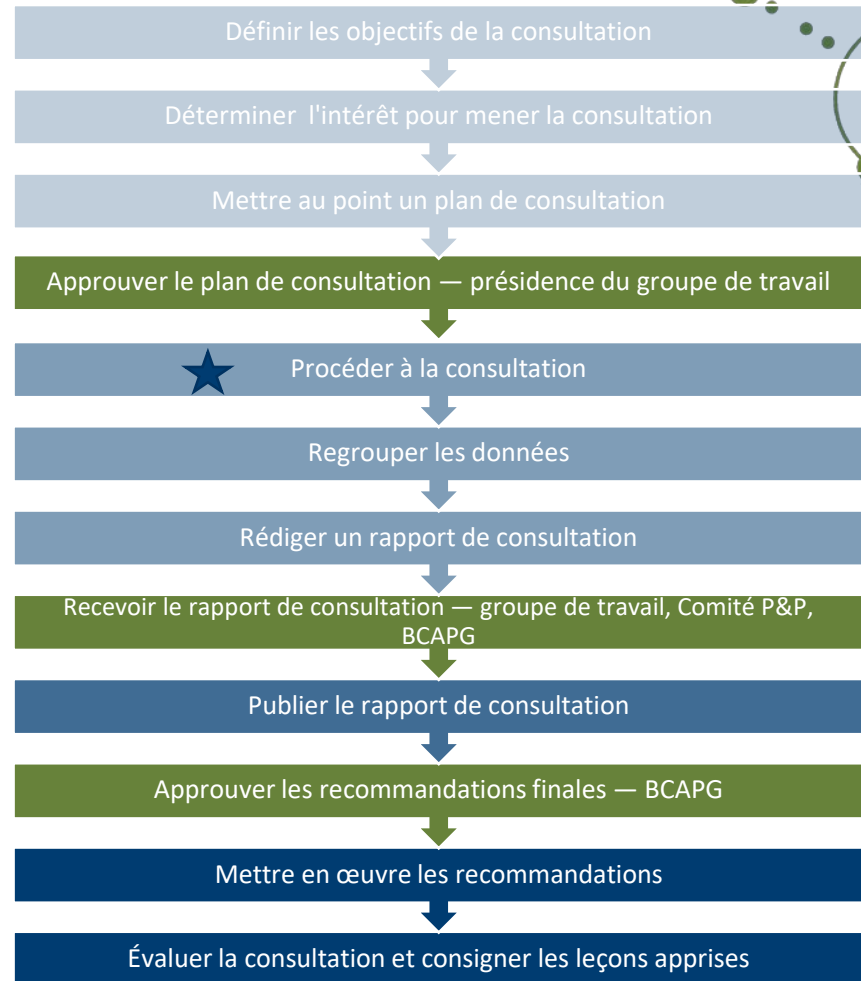 Définir les objectifs de la consultation
Déterminer l'intérêt pour mener la consultation
Mettre au point un plan de consultation
Approuver le plan de consultation — présidence du groupe de travail
Procéder à la consultation
Regrouper les données
Rédiger un rapport de consultation
Recevoir le rapport de consultation — groupe de travail, Comité P&P,
BCAPG
Publier le rapport de consultation
Approuver les recommandations finales — BCAPG
Mettre en œuvre les recommandations
Évaluer la consultation et consigner les leçons apprises